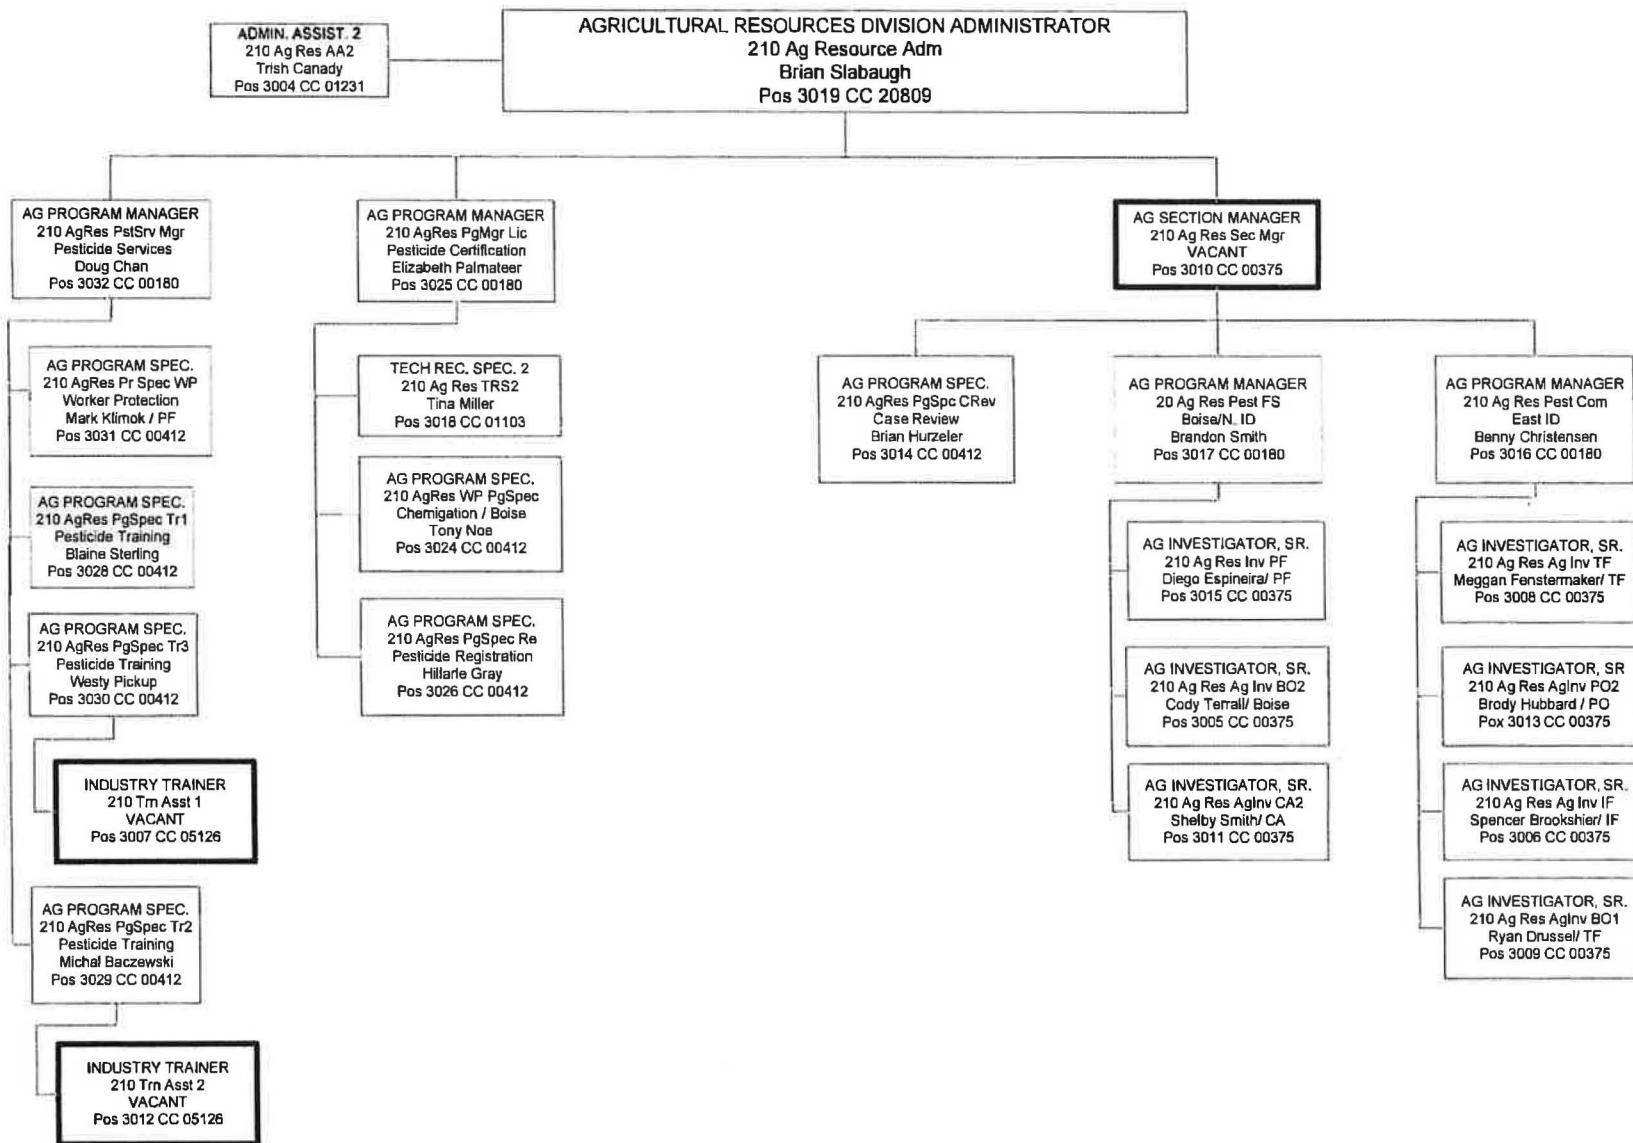 ADMIN. ASSIST. 2
210 Ag Res AA2
Trish Canady
Pos 3004 CC 01231
AGRICULTURAL RESOURCES DIVISION ADMINISTRATOR
210 Ag Resource Adm
Brian Slabaugh
Pos 3019 CC 20809
AG PROGRAM MANAGER
210 AgRes PstSrv Mgr
Pesticide Services
Doug Chan
Pos 3032 CC 00180
AG PROGRAM MANAGER
210 AgRes PgMgr Lic
Pesticide Certification
Elizabeth Palmateer
Pos 3025 CC 00180
AG SECTION MANAGER
210 Ag Res Sec Mgr
VACANT
Pos 3010 CC 00375
AG PROGRAM SPEC.
210 AgRes Pr Spec WP
Worker Protection
Mark Klimok / PF
Pos 3031 CC 00412
AG PROGRAM SPEC.
210 AgRes PgSpec Tr1
Pesticide Training
Blaine Sterling
Pos 3028 CC 00412
AG PROGRAM SPEC.
210 AgRes PgSpec Tr3
Pesticide Training
Westy Pickup
Pos 3030 CC 00412
INDUSTRY TRAINER
210 Trn Asst 1
VACANT
Pos 3007 CC 05126
AG PROGRAM SPEC.
210 AgRes PgSpec Tr2
Pesticide Training
Michal Baczewski
Pos 3029 CC 00412
INDUSTRY TRAINER
210 Trn Asst 2
VACANT
Pos 3012 CC 05126
TECH REC. SPEC. 2
210 Ag Res TRS2
Tina Miller
Pos 3018 CC 01103
AG PROGRAM SPEC.
210 AgRes WP PgSpec
Chemigation / Boise
Tony Noe
Pos 3024 CC 00412
AG PROGRAM SPEC.
210 AgRes PgSpec Re
Pesticide Registration
Hillarie Gray
Pos 3026 CC 00412
AG PROGRAM SPEC.
210 AgRes PgSpc CRev
Case Review
Brian Hurzeler
Pos 3014 CC 00412
AG PROGRAM MANAGER
20 Ag Res Pest FS
Boise/N. ID
Brandon Smith
Pos 3017 CC 00180
AG PROGRAM MANAGER
210 Ag Res Pest Com
East ID
Benny Christensen
Pos 3016 CC 00180
AG INVESTIGATOR, SR.
210 Ag Res Inv PF
Diego Espineira/ PF
Pos 3015 CC 00375
AG INVESTIGATOR, SR.
210 Ag Res Ag Inv BO2
Cody Terrall/ Boise
Pos 3005 CC 00375
AG INVESTIGATOR, SR.
210 Ag Res AgInv CA2
Shelby Smith/ CA
Pos 3011 CC 00375
AG INVESTIGATOR, SR.
210 Ag Res Ag Inv TF
Meggan Fenstermaker/ TF
Pos 3008 CC 00375
AG INVESTIGATOR, SR
210 Ag Res AgInv PO2
Brody Hubbard / PO
Pox 3013 CC 00375
AG INVESTIGATOR, SR.
210 Ag Res Ag Inv IF
Spencer Brookshier/ IF
Pos 3006 CC 00375
AG INVESTIGATOR, SR.
210 Ag Res AgInv BO1
Ryan Drussel/ TF
Pos 3009 CC 00375